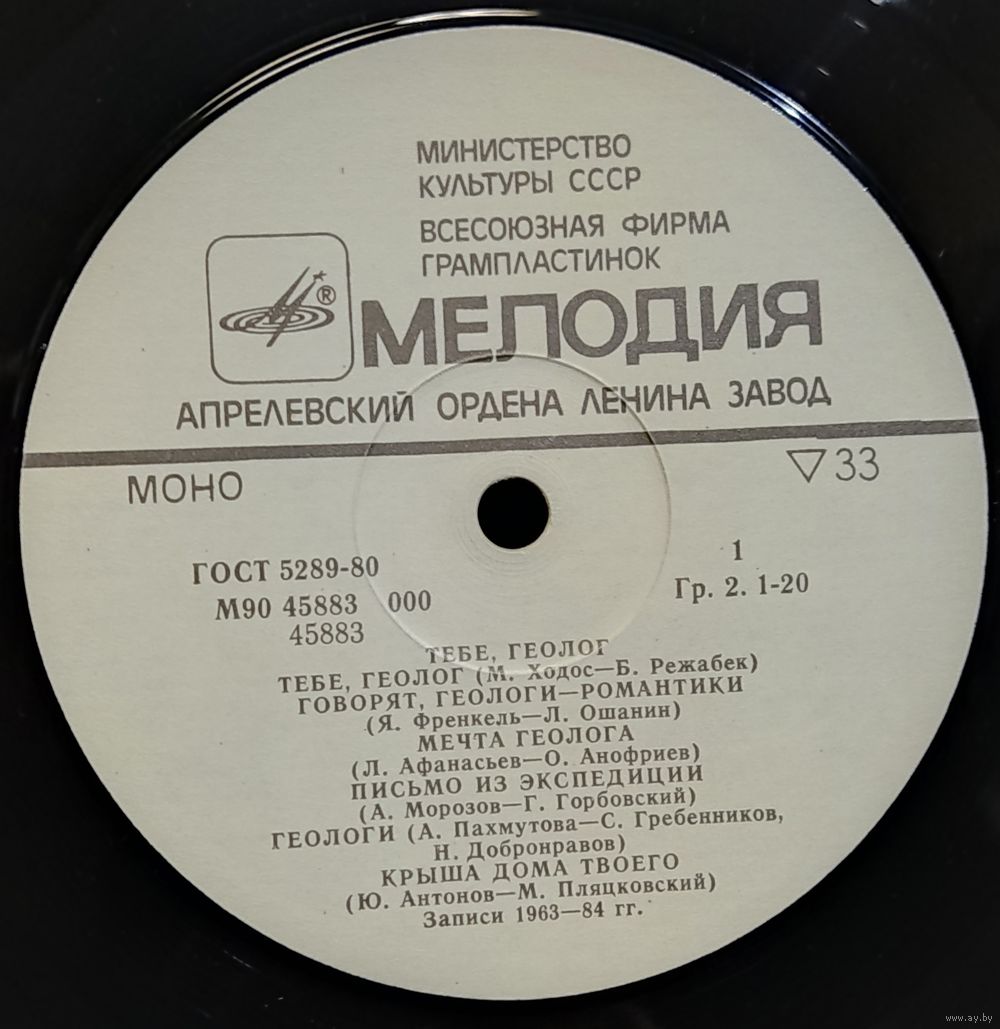 МИНИСТЕРСТВО
КУЛЬТУРЫ СССР
ВСЕСОЮЗНАЯ ФИРМА
ГРАМПЛАСТИНОК
®
МЕЛОДИЯ
АПРЕЛЕВСКИЙ ОРДЕНА ЛЕНИНА ЗАВОД
МОНО
▽33
ГОСТ 5289-80
1
М90 45883 000
Гр. 2. 1-20
45883
ТЕБЕ, ГЕОЛОГ
ТЕБЕ, ГЕОЛОГ (М. Ходос—Б. Режабек)
ГОВОРЯТ, ГЕОЛОГИ—РОМАНТИКИ
(Я. Френкель—Л. Ошанин)
МЕЧТА ГЕОЛОГА
(Л. Афанасьев—О. Анофриев)
ПИСЬМО ИЗ ЭКСПЕДИЦИИ
(А. Морозов—Г. Горбовский)
ГЕОЛОГИ (А. Пахмутова—С. Гребенников,
Н. Добронравов)
КРЫША ДОМА ТВОЕГО
(Ю. Антонов—М. Пляцковский)
Записи 1963—84 гг.
www.ay.by